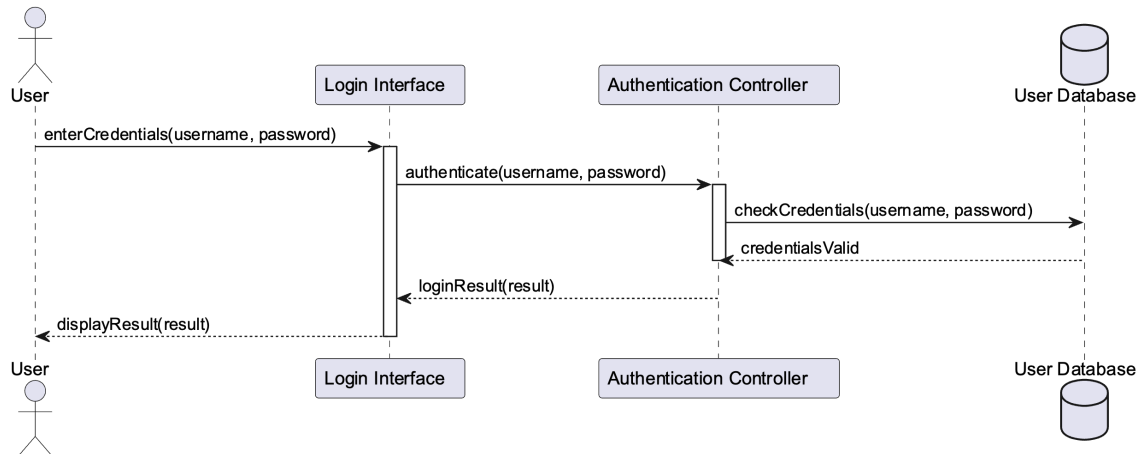 User
Login Interface
Authentication Controller
User Database
enterCredentials(username, password)
authenticate(username, password)
checkCredentials(username, password)
credentialsValid
loginResult(result)
displayResult(result)
User
Login Interface
Authentication Controller
User Database